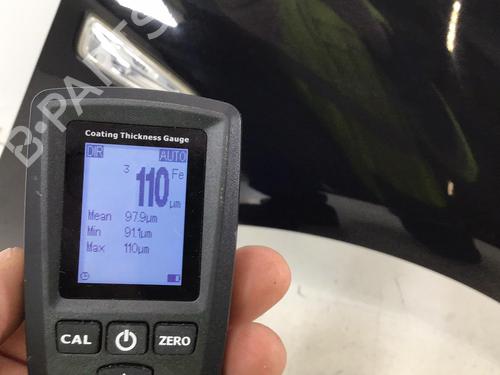 B-PARTS
Coating Thickness Gauge
DIR AUTO
3 110 Fe
µm
Mean 97.9µm
Min 91.1µm
Max 110µm
CAL ZERO